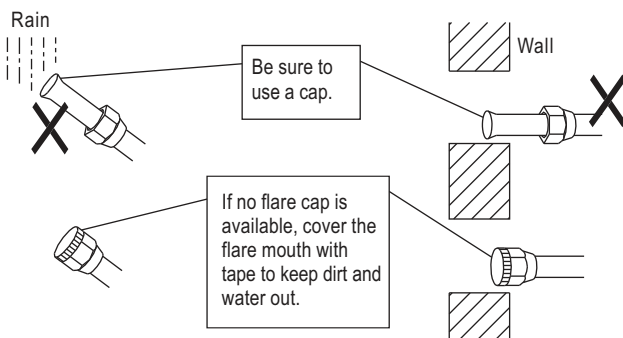 Rain
Wall
Be sure to
use a cap.
If no flare cap is
available, cover the
flare mouth with
tape to keep dirt and
water out.